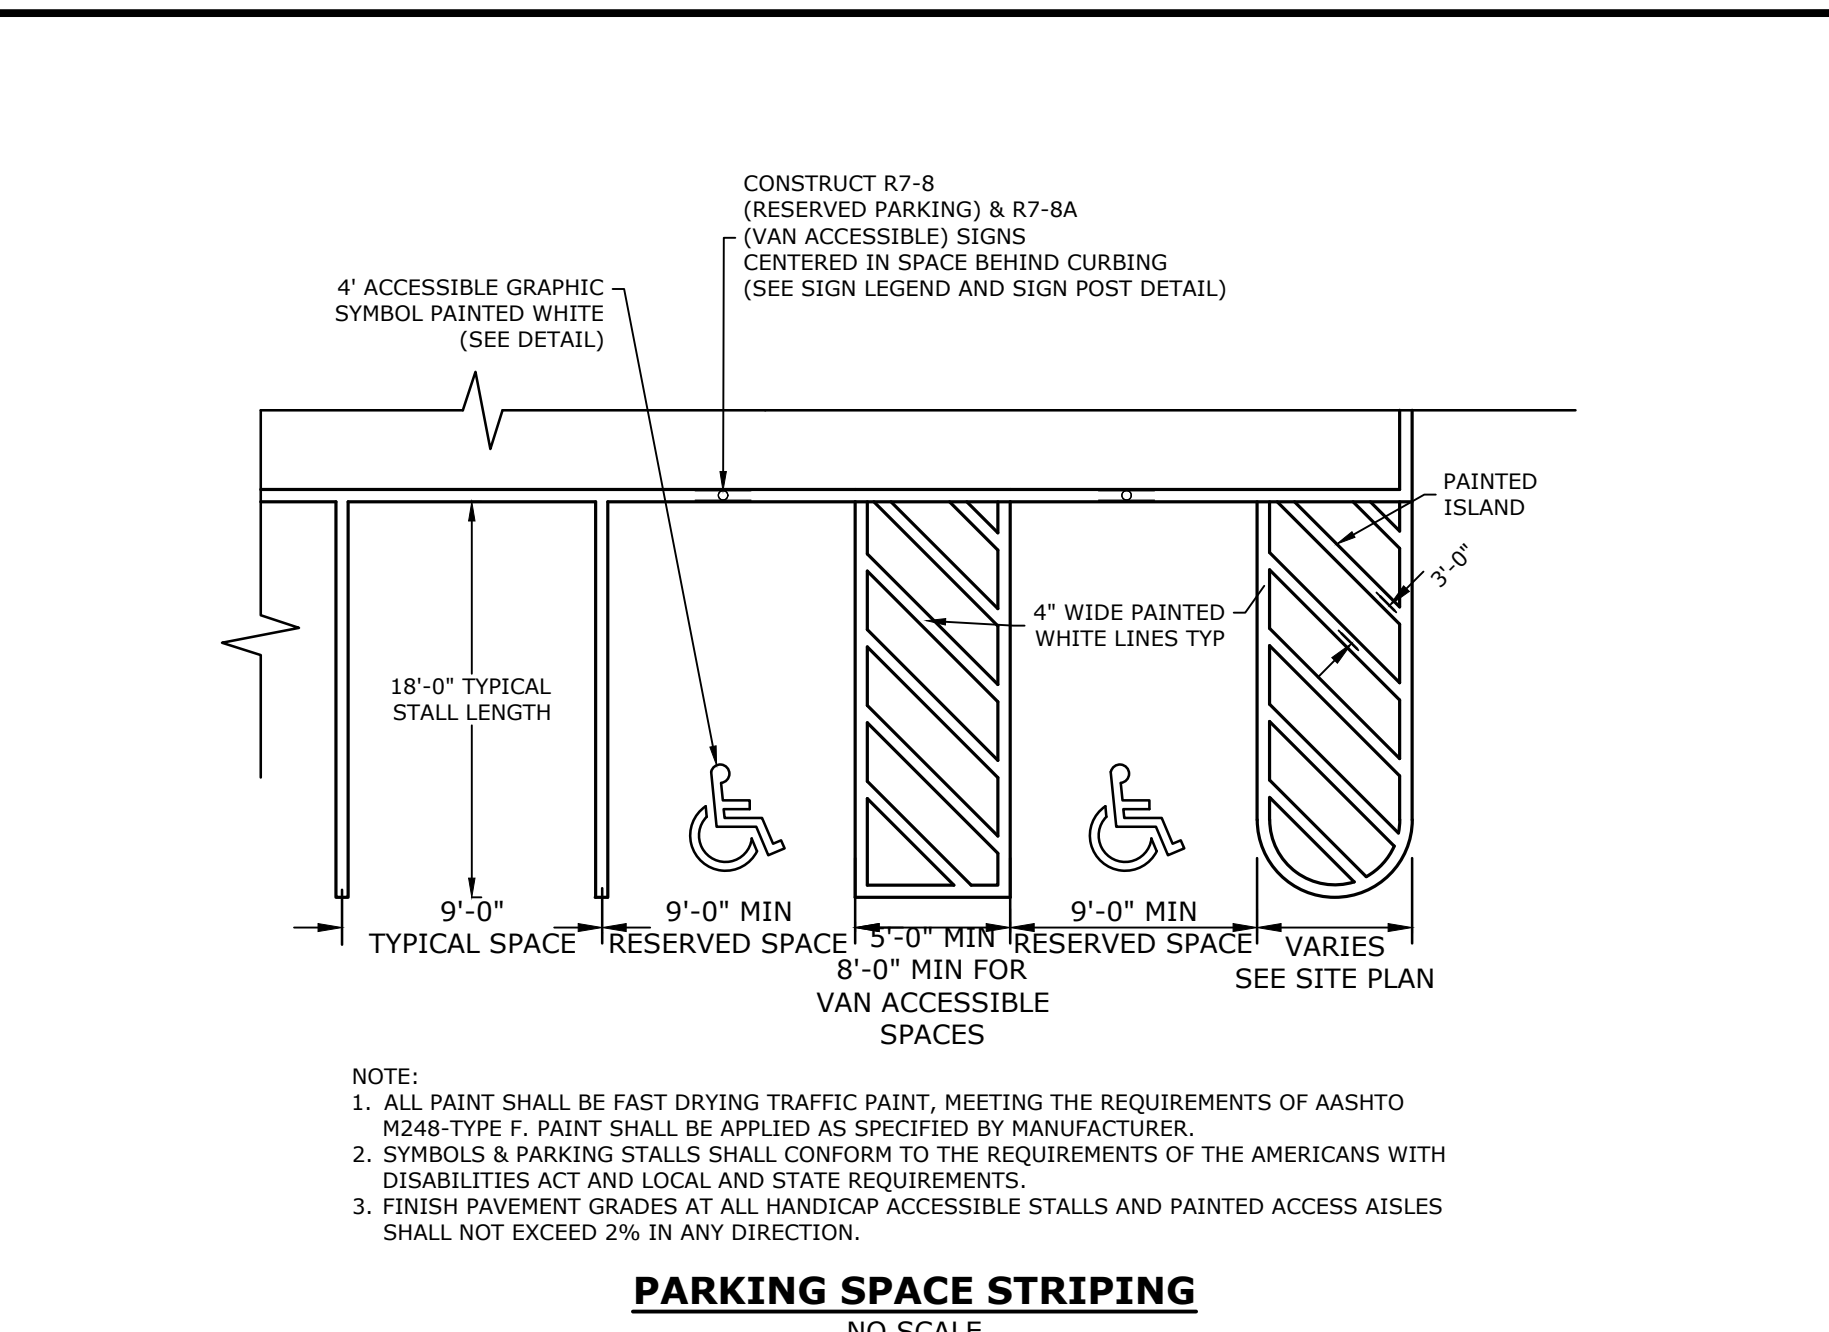 CONSTRUCT R7-8
(RESERVED PARKING) & R7-8A
(VAN ACCESSIBLE) SIGNS
CENTERED IN SPACE BEHIND CURBING
(SEE SIGN LEGEND AND SIGN POST DETAIL)
4' ACCESSIBLE GRAPHIC
SYMBOL PAINTED WHITE
(SEE DETAIL)
PAINTED
ISLAND
3'-0"
4" WIDE PAINTED
WHITE LINES TYP
18'-0" TYPICAL
STALL LENGTH
9'-0"
TYPICAL SPACE
9'-0" MIN
RESERVED SPACE
5'-0" MIN
8'-0" MIN FOR
VAN ACCESSIBLE
SPACES
9'-0" MIN
RESERVED SPACE
VARIES
SEE SITE PLAN
NOTE:
1. ALL PAINT SHALL BE FAST DRYING TRAFFIC PAINT, MEETING THE REQUIREMENTS OF AASHTO
M248-TYPE F. PAINT SHALL BE APPLIED AS SPECIFIED BY MANUFACTURER.
2. SYMBOLS & PARKING STALLS SHALL CONFORM TO THE REQUIREMENTS OF THE AMERICANS WITH
DISABILITIES ACT AND LOCAL AND STATE REQUIREMENTS.
3. FINISH PAVEMENT GRADES AT ALL HANDICAP ACCESSIBLE STALLS AND PAINTED ACCESS AISLES
SHALL NOT EXCEED 2% IN ANY DIRECTION.
PARKING SPACE STRIPING
NO SCALE